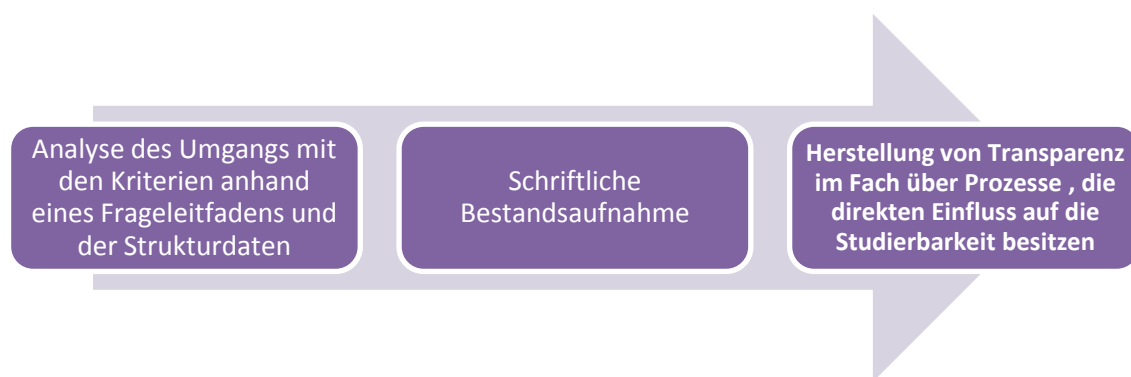 Analyse des Umgangs mit
den Kriterien anhand
eines Frageleitfadens und
der Strukturdaten
Schriftliche
Bestandsaufnahme
Herstellung von Transparenz
im Fach über Prozesse , die
direkten Einfluss auf die
Studierbarkeit besitzen